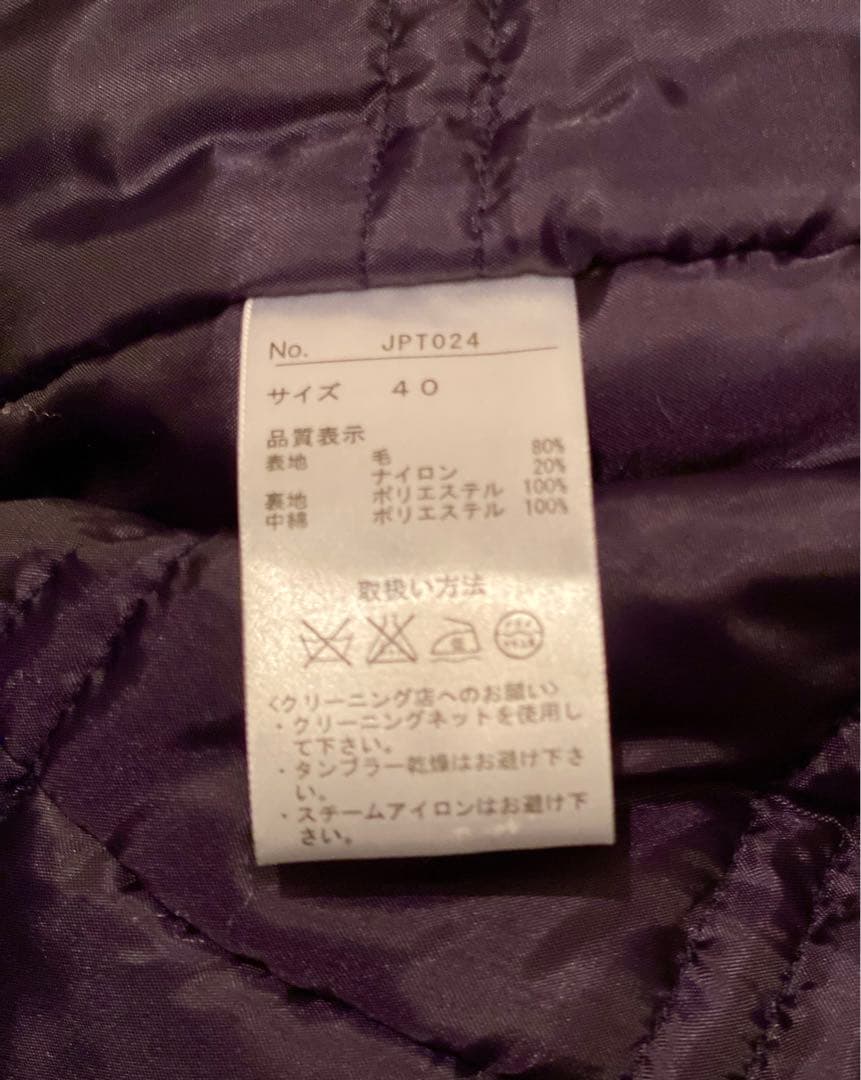 No. JPT024
サイズ 40
品質表示
表地 毛 80%
ナイロン 20%
裏地 ポリエステル 100%
中綿 ポリエステル 100%
取扱い方法
〈クリーニング店へのお願い〉
・クリーニングネットを使用し
て下さい。
・タンブラー乾燥はお避け下さ
い。
・スチームアイロンはお避け下
さい。